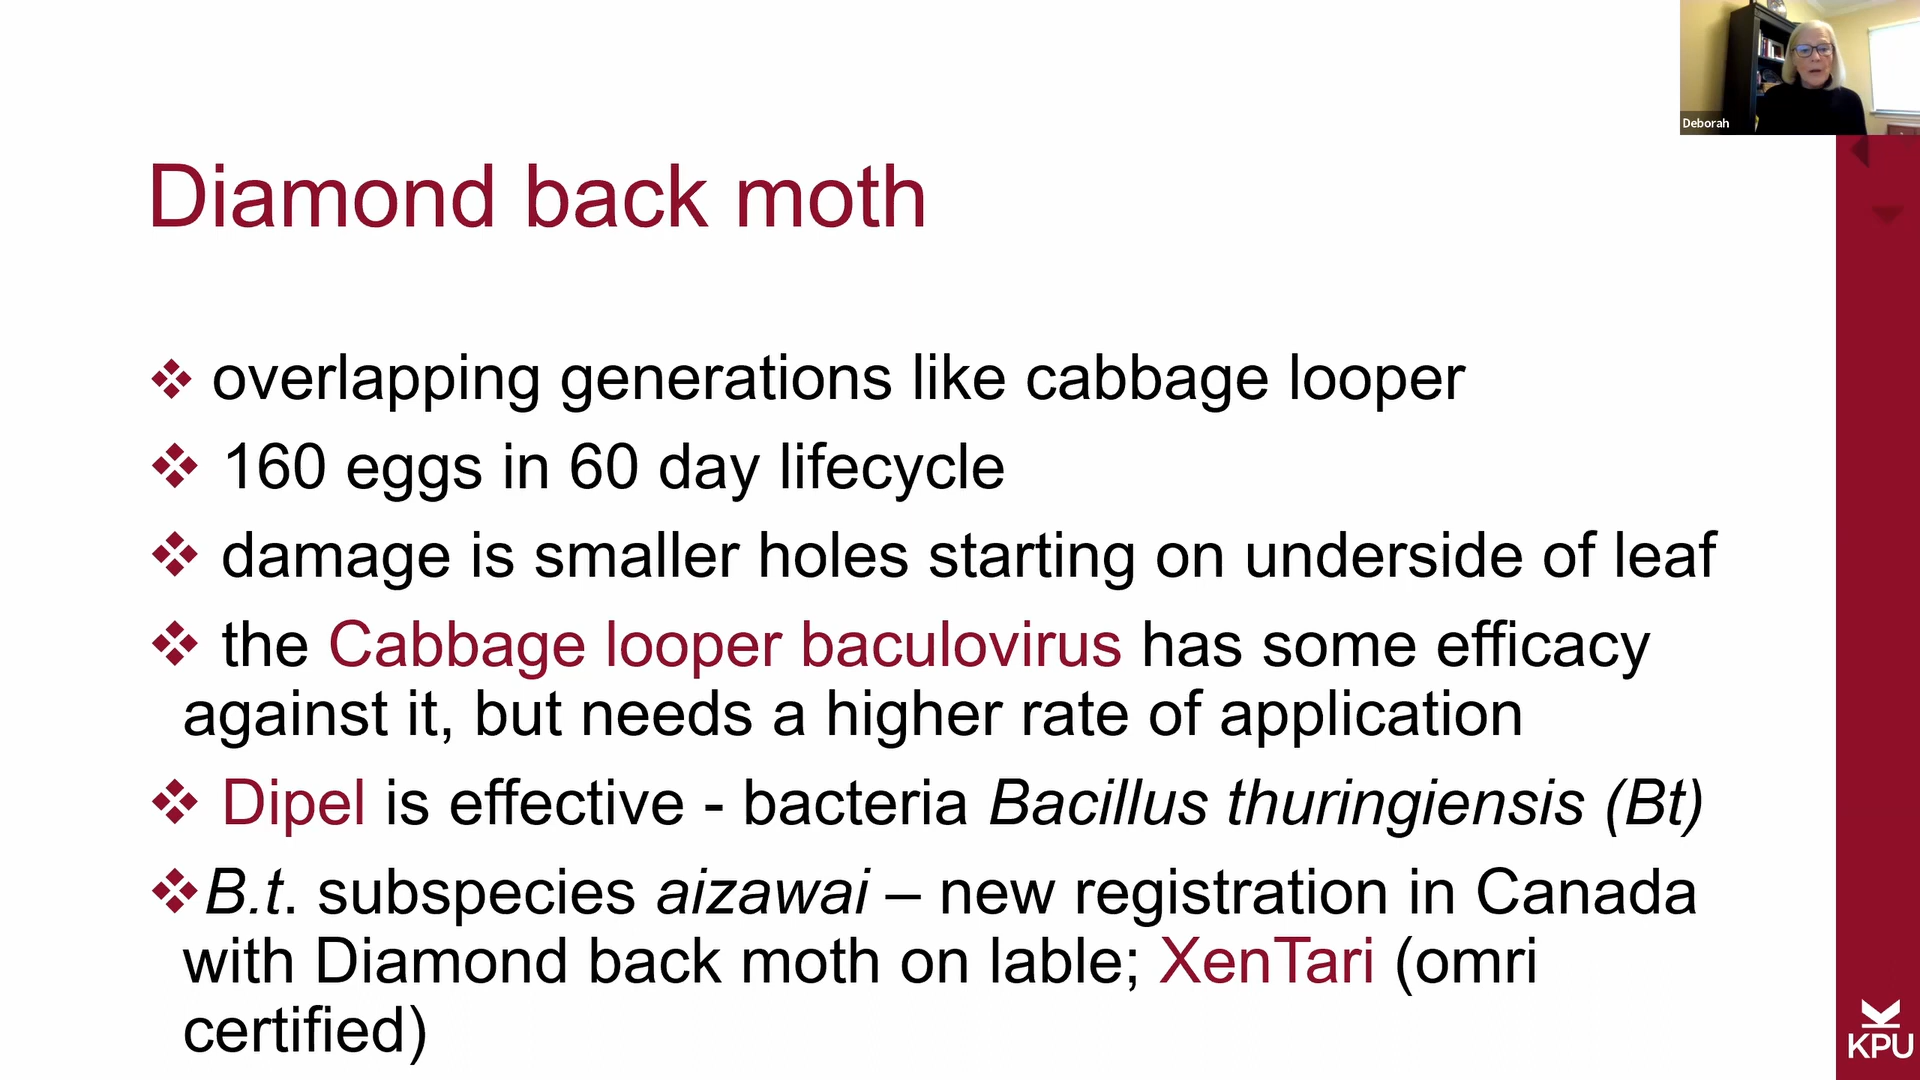 Deborah
Diamond back moth
❖ overlapping generations like cabbage looper
❖ 160 eggs in 60 day lifecycle
❖ damage is smaller holes starting on underside of leaf
❖ the Cabbage looper baculovirus has some efficacy
against it, but needs a higher rate of application
❖ Dipel is effective - bacteria Bacillus thuringiensis (Bt)
❖B.t. subspecies aizawai – new registration in Canada
with Diamond back moth on lable; XenTari (omri
certified)
KPU